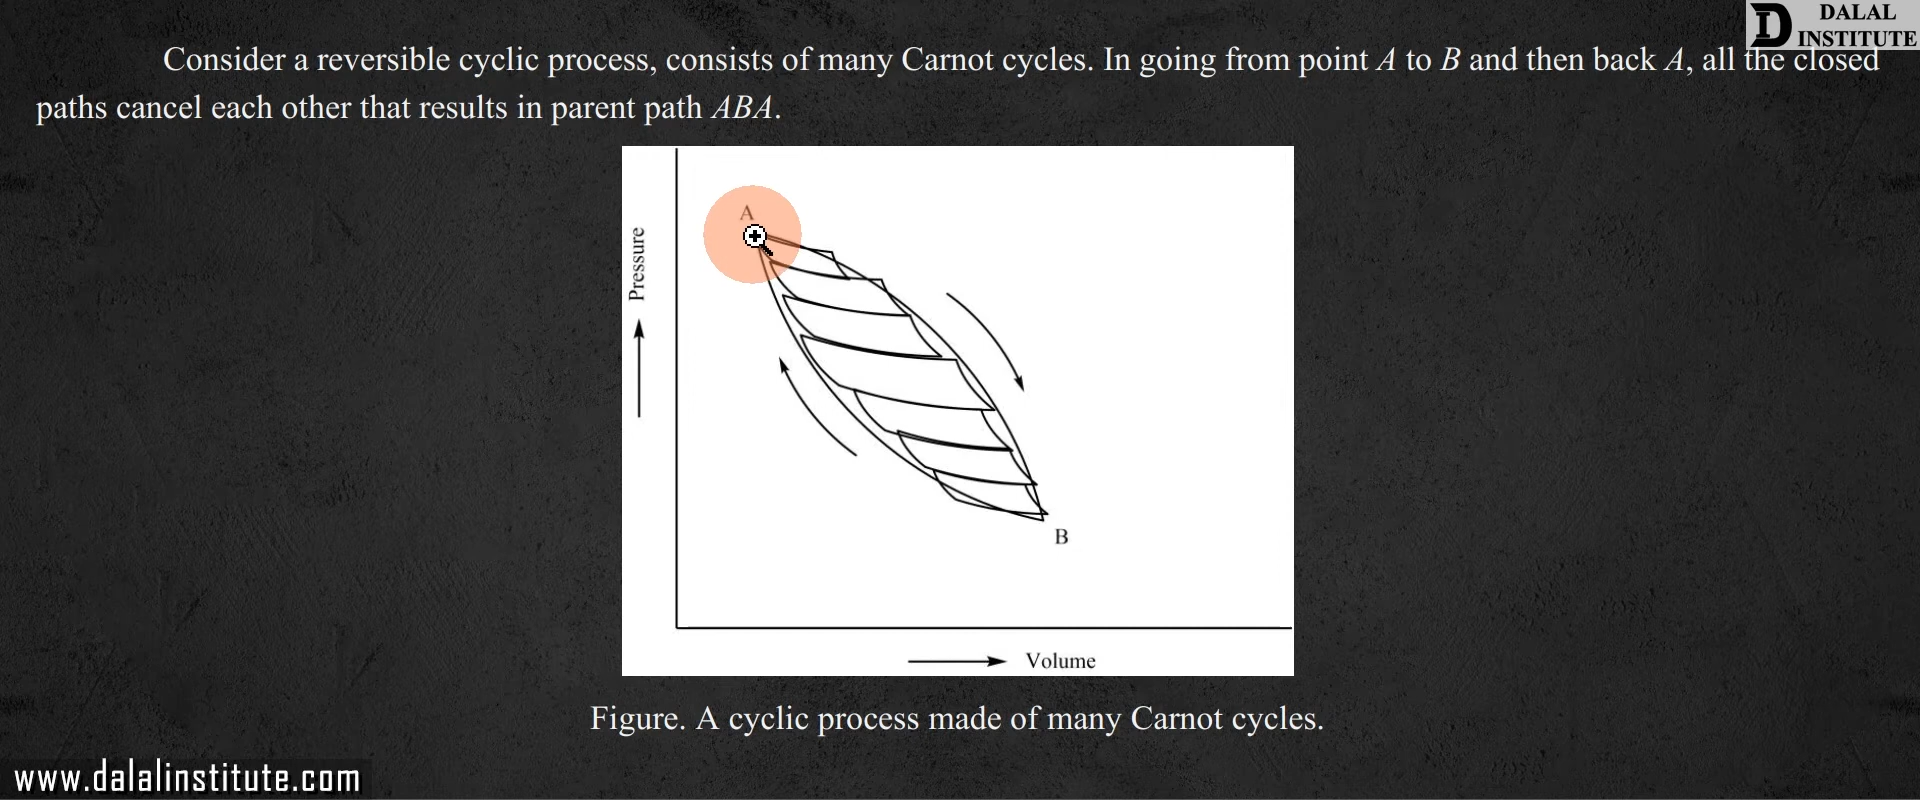 DALAL
INSTITUTE
Consider a reversible cyclic process, consists of many Carnot cycles. In going from point A to B and then back A, all the closed
paths cancel each other that results in parent path ABA.
A
Pressure
B
Volume
Figure. A cyclic process made of many Carnot cycles.
www.dalalinstitute.com